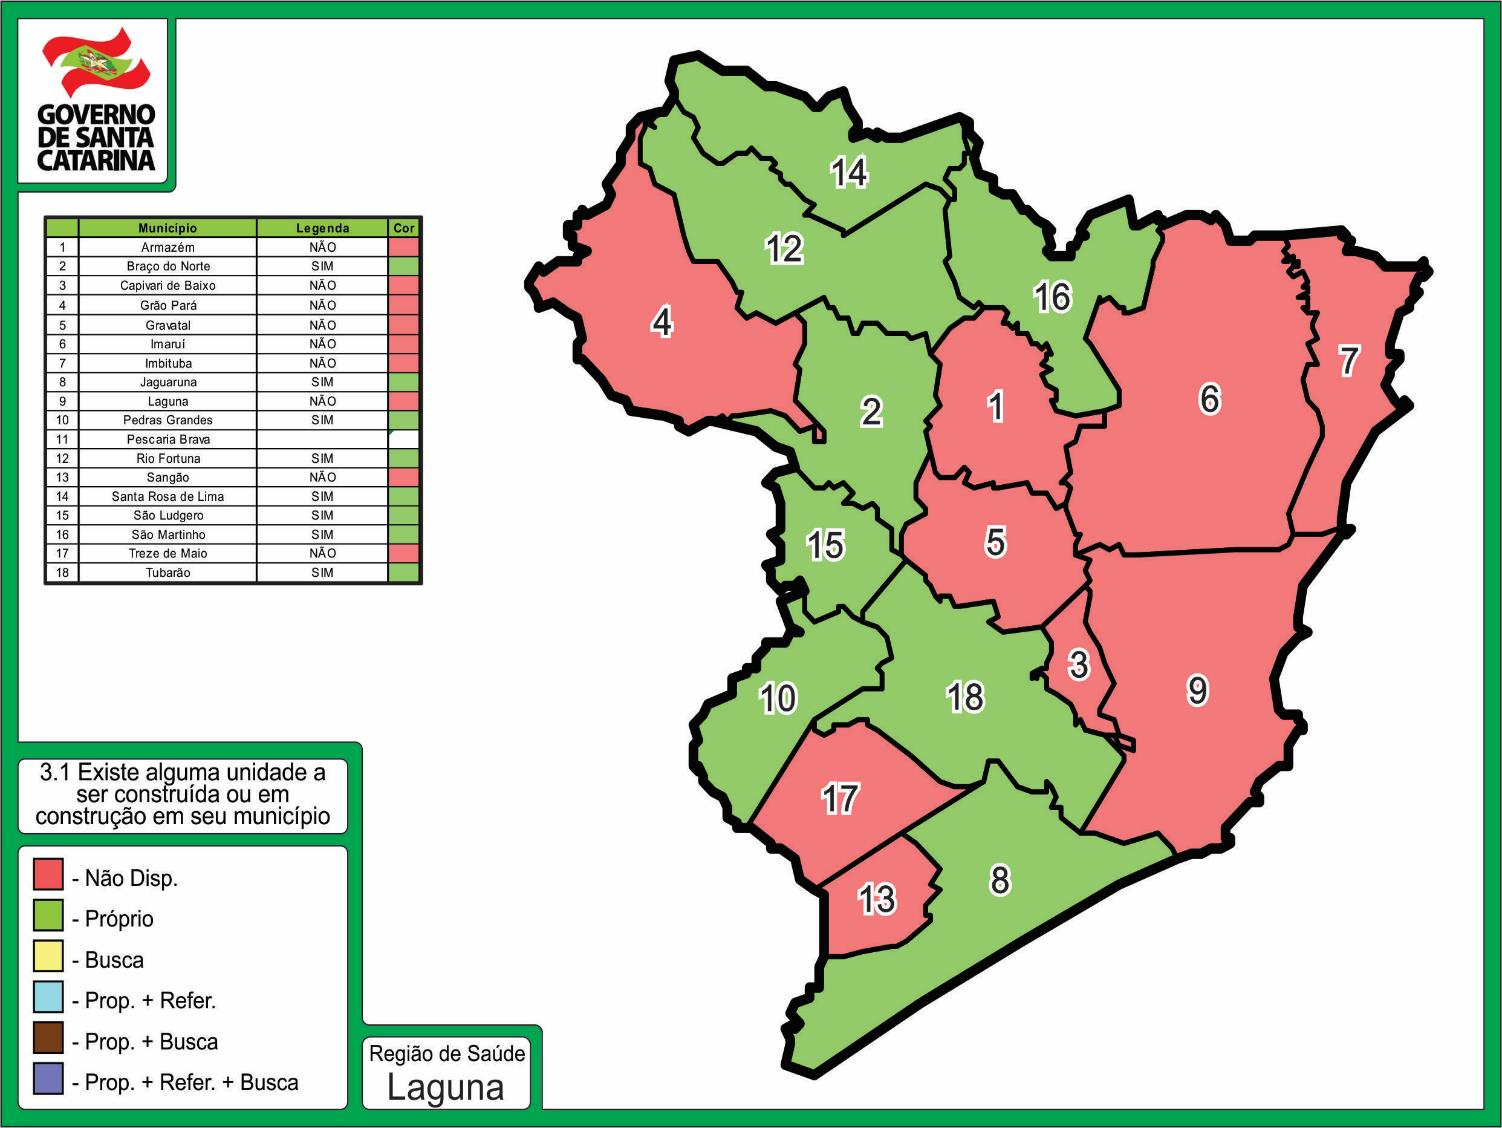 GOVERNO
DE SANTA
CATARINA
Município Legenda Cor
1 Armazém NÃO
2 Braço do Norte SIM
3 Capivari de Baixo NÃO
4 Grão Pará NÃO
5 Gravatal NÃO
6 Imaruí NÃO
7 Imbituba NÃO
8 Jaguaruna SIM
9 Laguna NÃO
10 Pedras Grandes SIM
11 Pescaria Brava
12 Rio Fortuna SIM
13 Sangão NÃO
14 Santa Rosa de Lima SIM
15 São Ludgero SIM
16 São Martinho SIM
17 Treze de Maio NÃO
18 Tubarão SIM
14
12
16
4
7
6
1
2
5
15
3
9
10
18
17
8
13
3.1 Existe alguma unidade a
ser construída ou em
construção em seu município
- Não Disp.
- Próprio
- Busca
- Prop. + Refer.
- Prop. + Busca
- Prop. + Refer. + Busca
Região de Saúde
Laguna